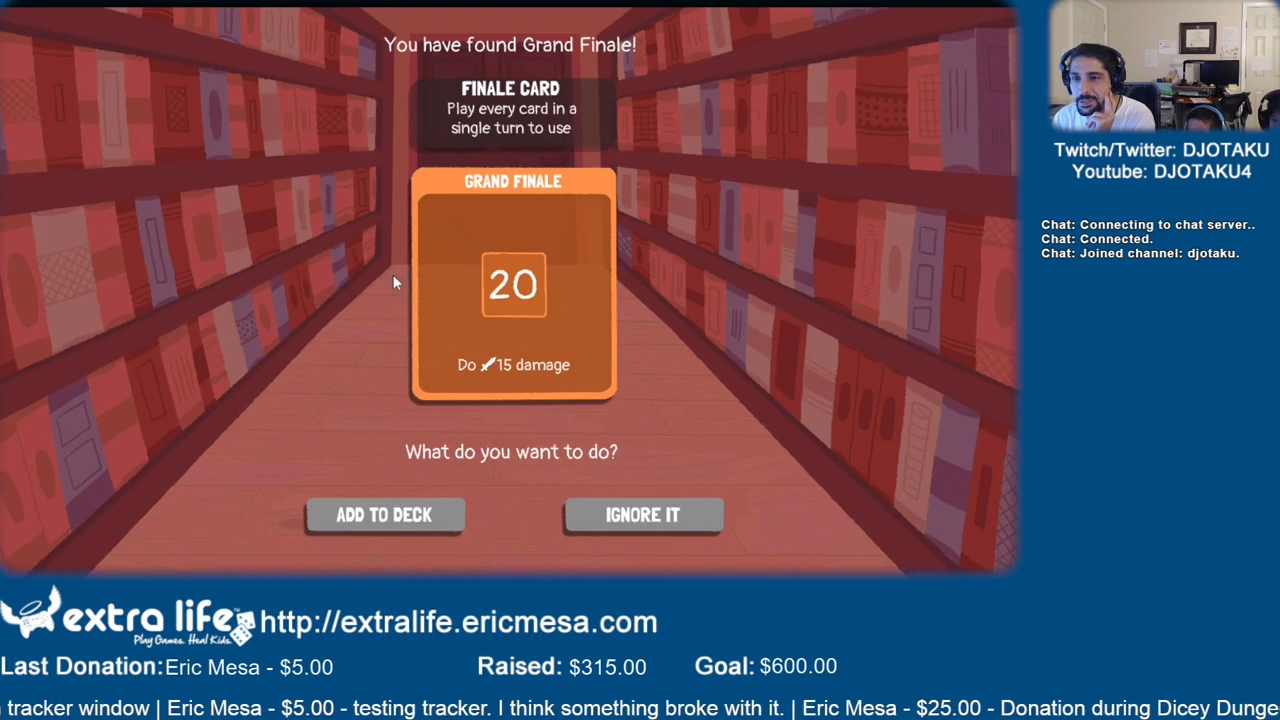 You have found Grand Finale!
FINALE CARD
Play every card in a
single turn to use
GRAND FINALE
20
Do 15 damage
What do you want to do?
ADD TO DECK
IGNORE IT
Twitch/Twitter: DJOTAKU
Youtube: DJOTAKU4
Chat: Connecting to chat server..
Chat: Connected.
Chat: Joined channel: djotaku.
extra life
Play Games. Heal Kids.
http://extralife.ericmesa.com
Last Donation: Eric Mesa - $5.00
Raised: $315.00
Goal: $600.00
tracker window | Eric Mesa - $5.00 - testing tracker. I think something broke with it. | Eric Mesa - $25.00 - Donation during Dicey Dunge